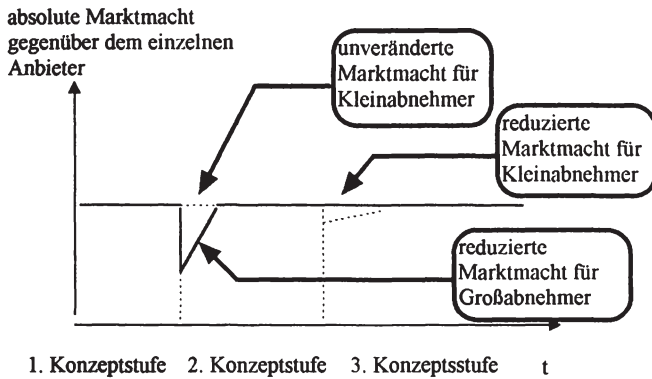 absolute Marktmacht
gegenüber dem einzelnen
Anbieter
unveränderte
Marktmacht für
Kleinabnehmer
reduzierte
Marktmacht für
Kleinabnehmer
reduzierte
Marktmacht für
Großabnehmer
1. Konzeptstufe 2. Konzeptstufe 3. Konzeptsstufe t